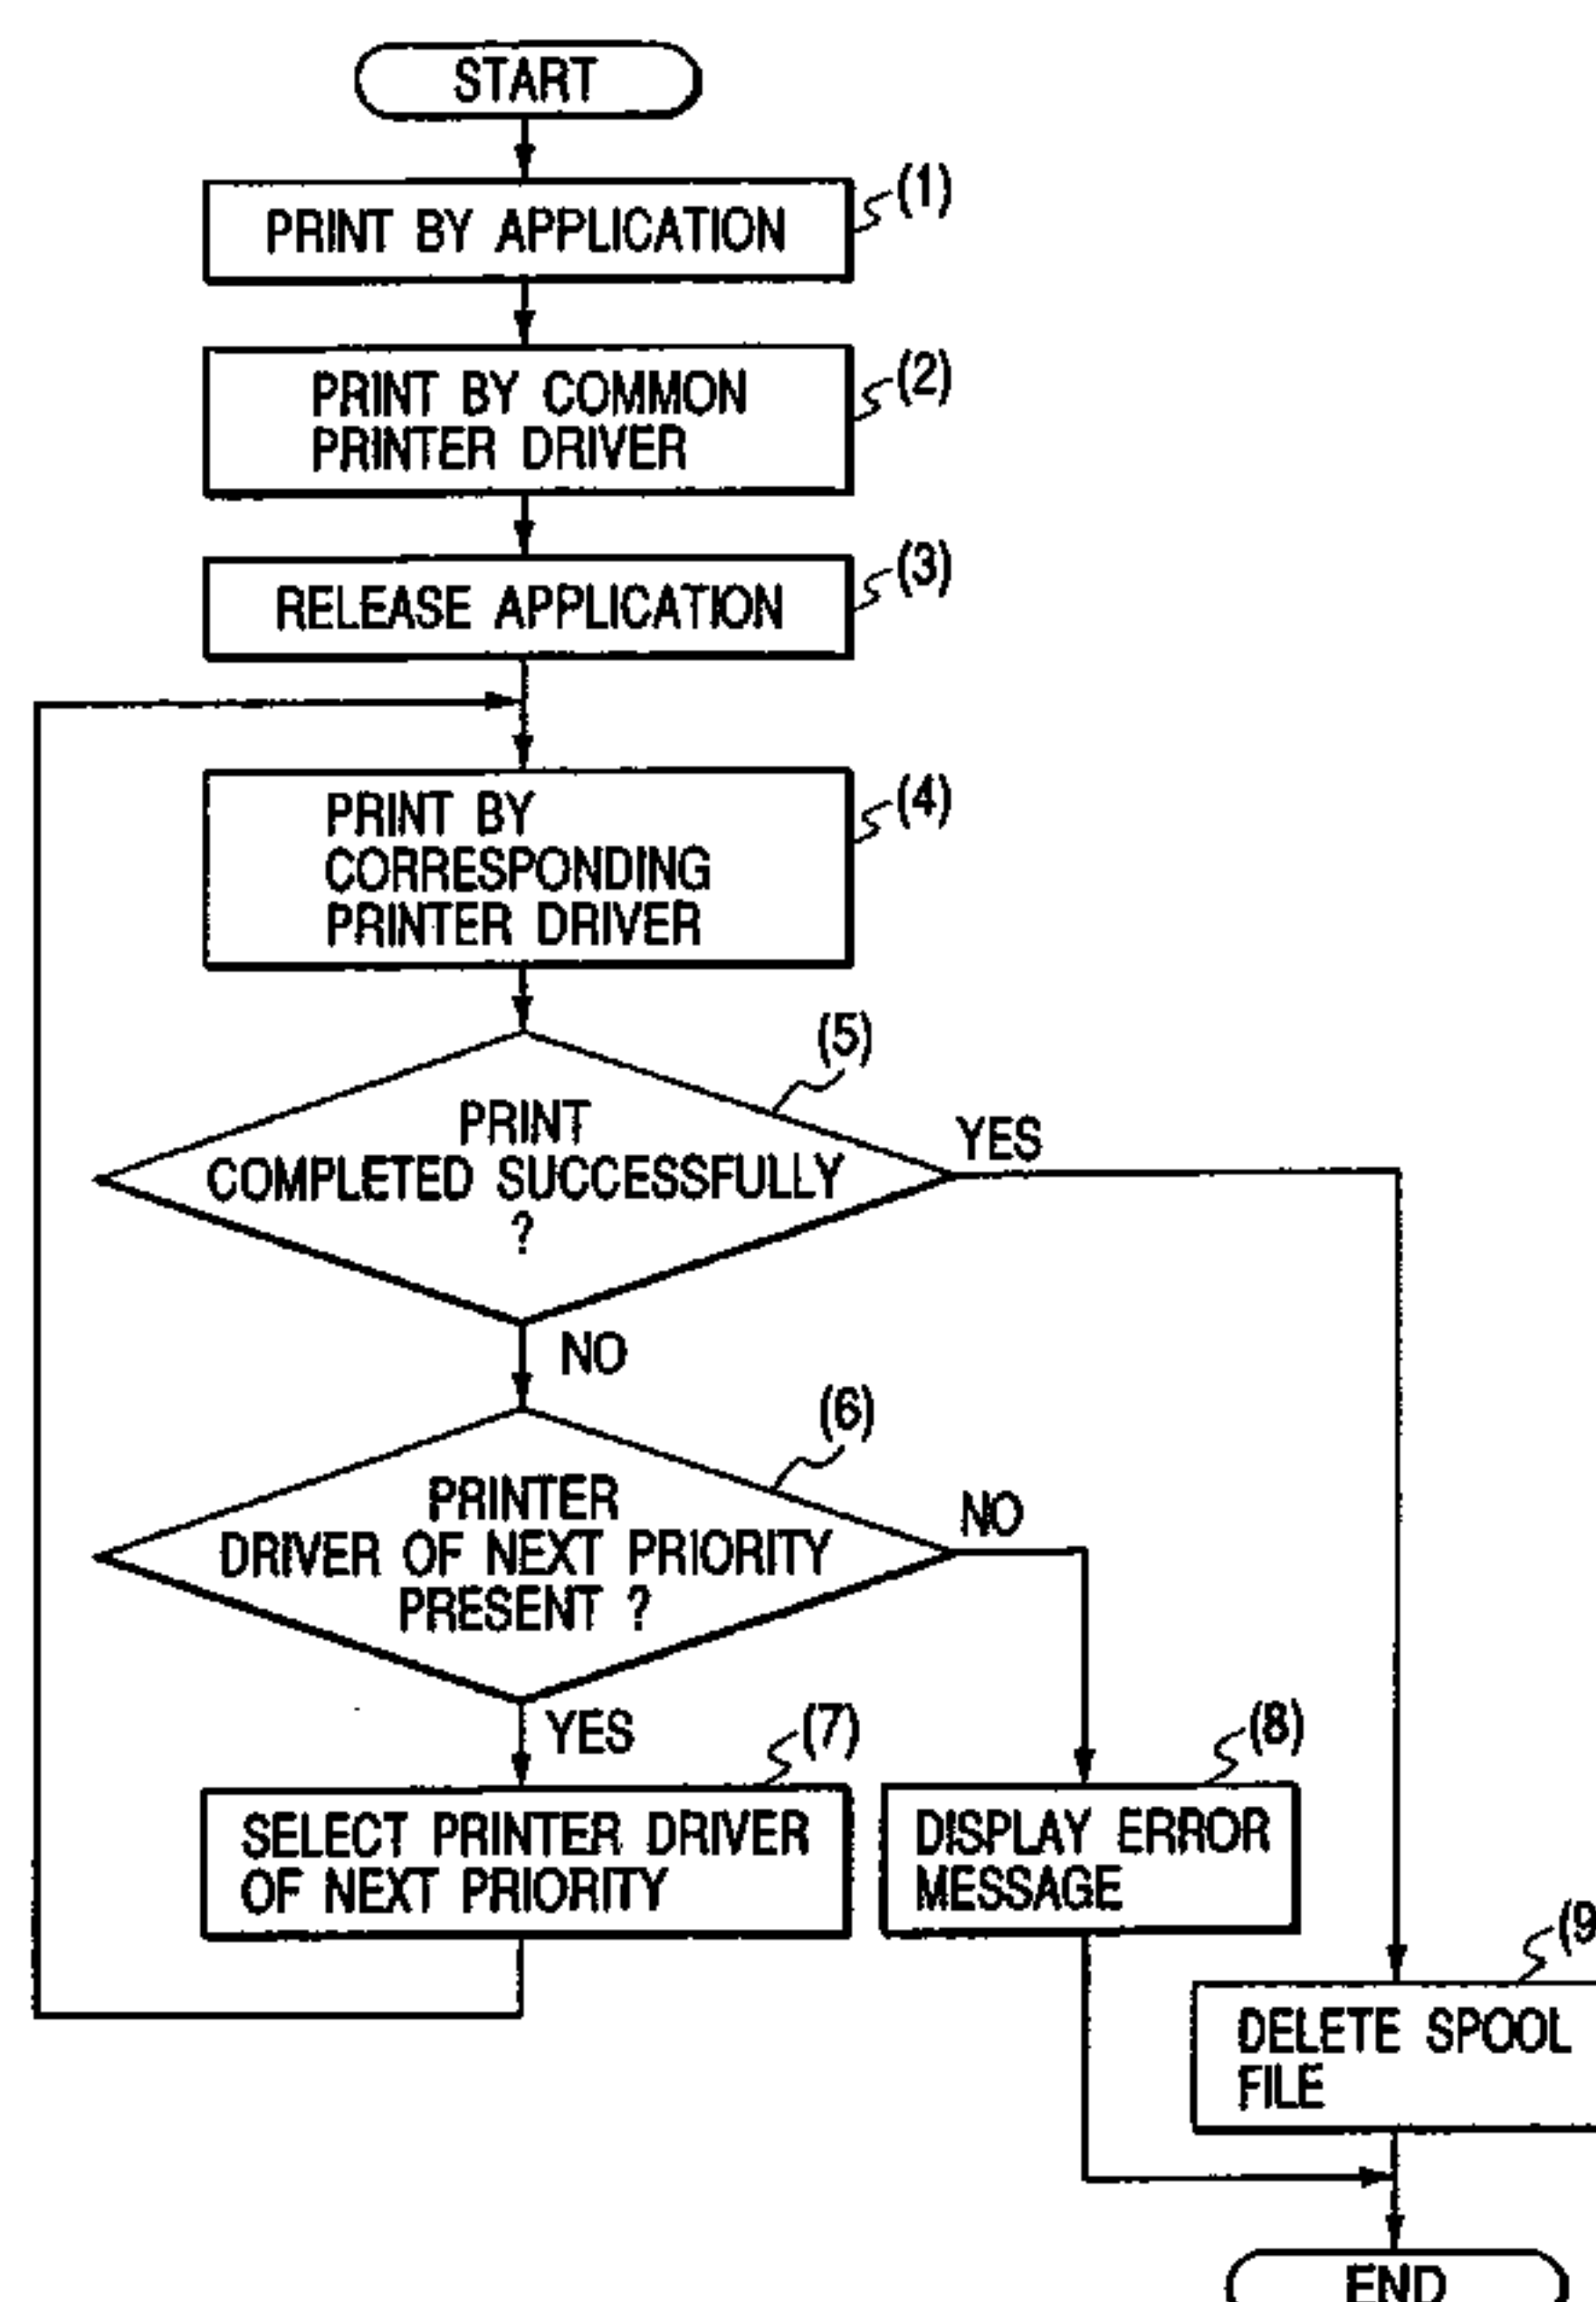 START
(1)
PRINT BY APPLICATION
(2)
PRINT BY COMMON
PRINTER DRIVER
(3)
RELEASE APPLICATION
(4)
PRINT BY
CORRESPONDING
PRINTER DRIVER
(5)
PRINT
COMPLETED SUCCESSFULLY
?
YES
NO
(6)
PRINTER
DRIVER OF NEXT PRIORITY
PRESENT ?
NO
YES
(7)
SELECT PRINTER DRIVER
OF NEXT PRIORITY
(8)
DISPLAY ERROR
MESSAGE
(9
DELETE SPOOL
FILE
END